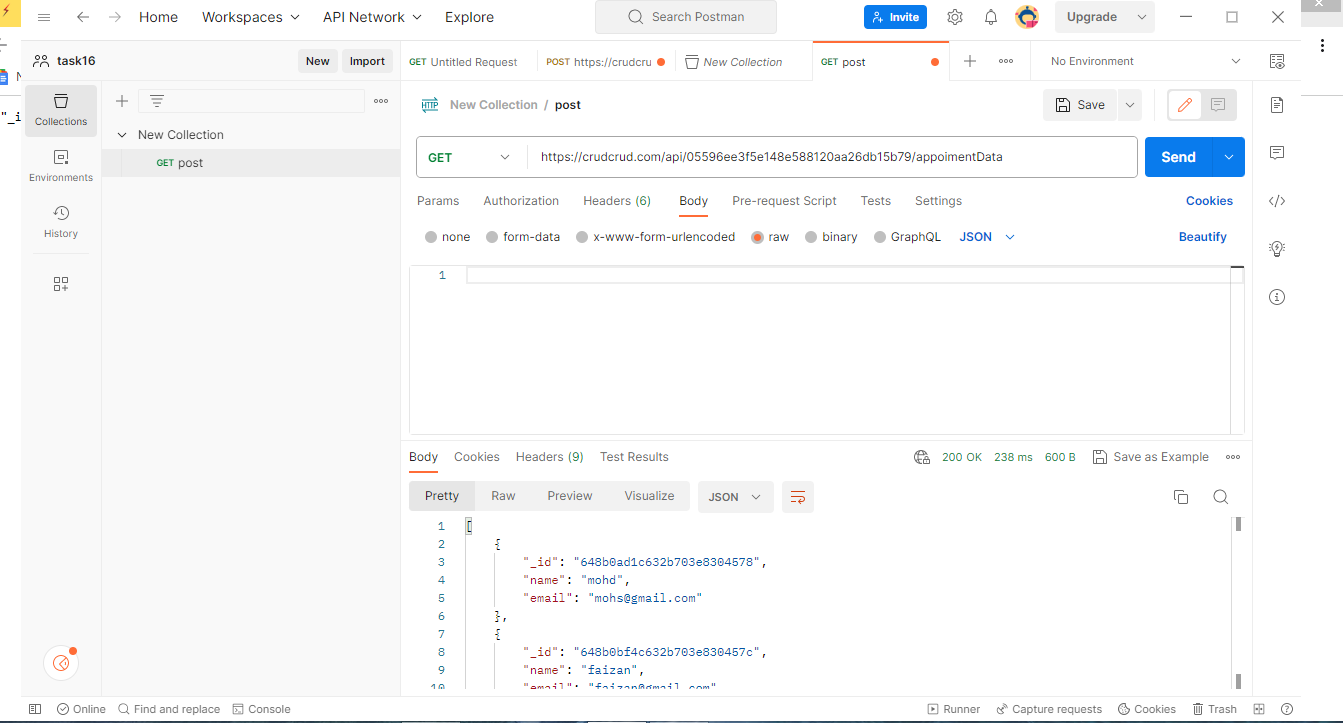 Home Workspaces API Network Explore Search Postman Invite Upgrade
task16 New Import GET Untitled Request POST https://crudcru New Collection GET post No Environment
"_i
Collections
New Collection / post Save
New Collection
GET post
Environments
History
GET https://crudcrud.com/api/05596ee3f5e148e588120aa26db15b79/appoimentData Send
Params Authorization Headers (6) Body Pre-request Script Tests Settings Cookies
none form-data x-www-form-urlencoded raw binary GraphQL JSON Beautify
1
Body Cookies Headers (9) Test Results 200 OK 238 ms 600 B Save as Example
Pretty Raw Preview Visualize JSON
1 [
2 {
3 "_id": "648b0ad1c632b703e8304578",
4 "name": "mohd",
5 "email": "mohs@gmail.com"
6 },
7 {
8 "_id": "648b0bf4c632b703e830457c",
9 "name": "faizan",
10 "email": "faizan@gmail.com"
Online Find and replace Console Runner Capture requests Cookies Trash